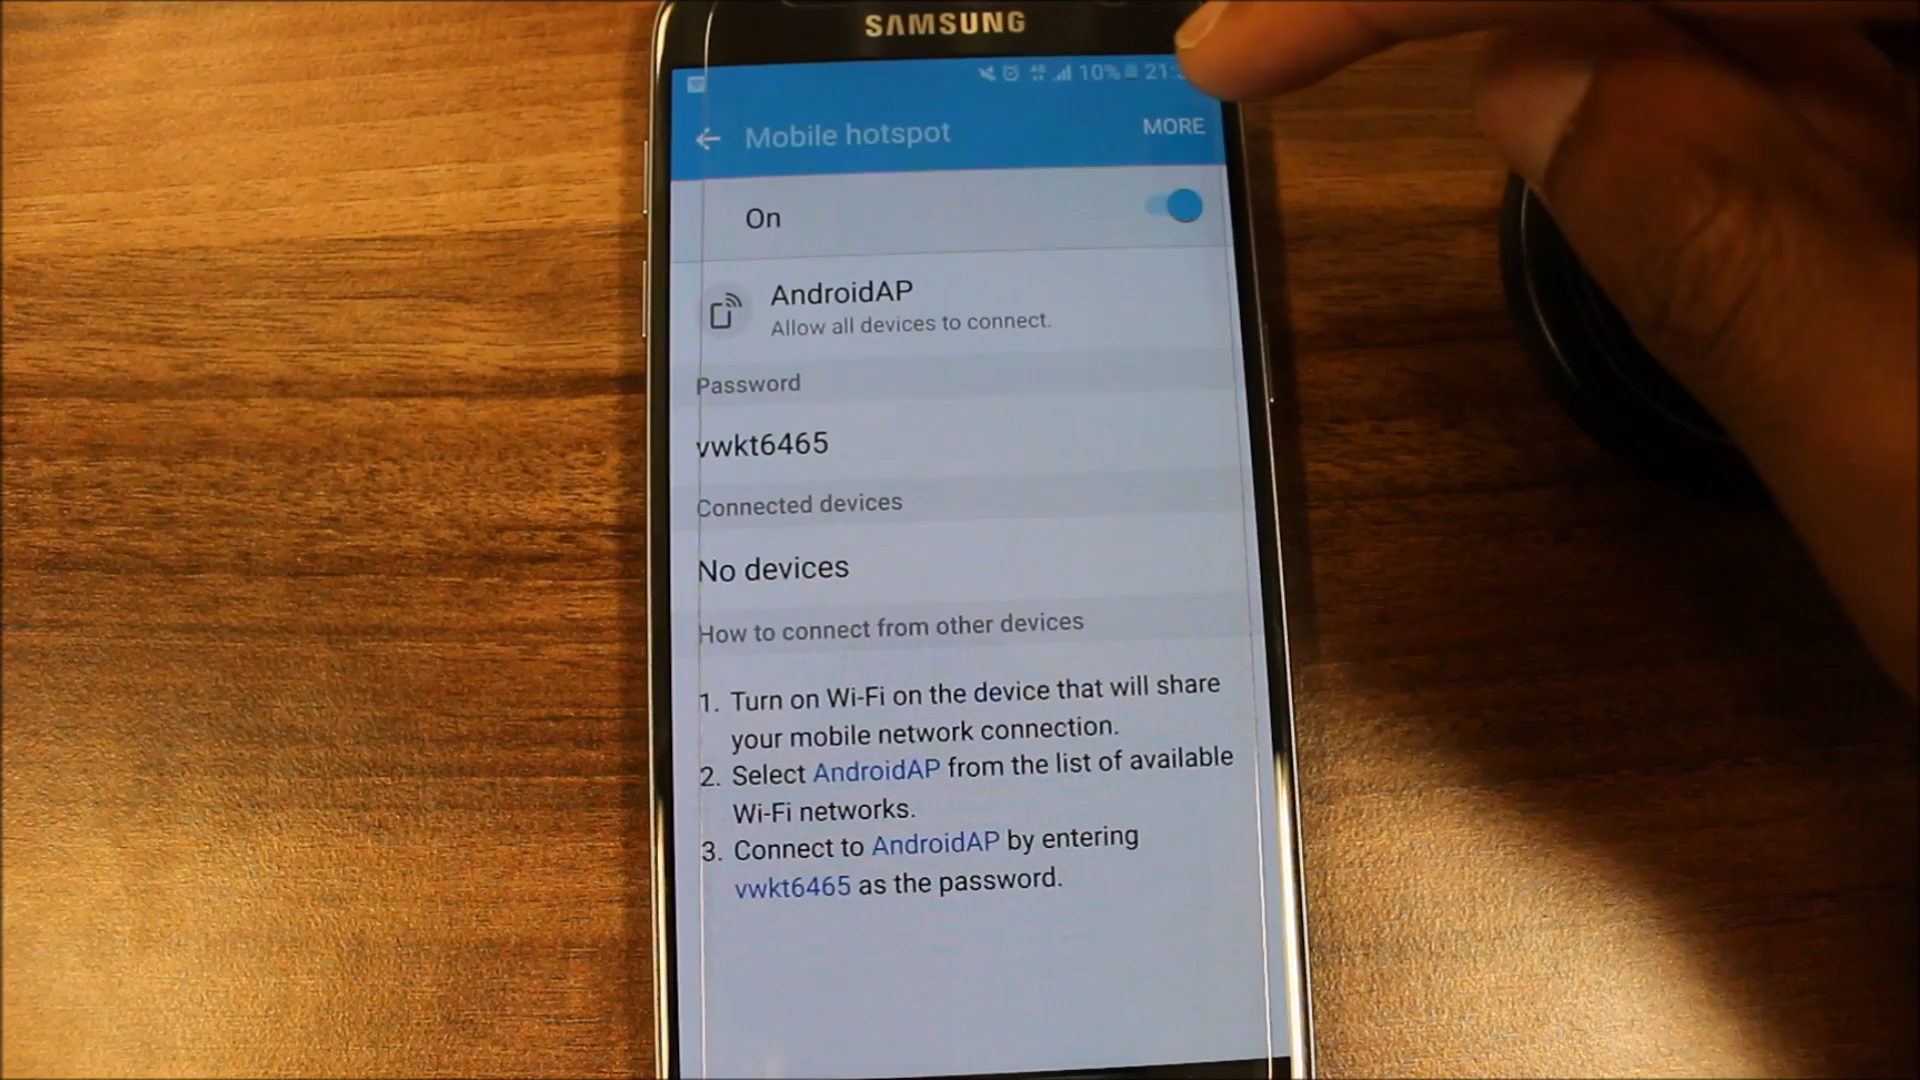 SAMSUNG
10% 21:
Mobile hotspot MORE
On
AndroidAP
Allow all devices to connect.
Password
vwkt6465
Connected devices
No devices
How to connect from other devices
1. Turn on Wi-Fi on the device that will share
your mobile network connection.
2. Select AndroidAP from the list of available
Wi-Fi networks.
3. Connect to AndroidAP by entering
vwkt6465 as the password.